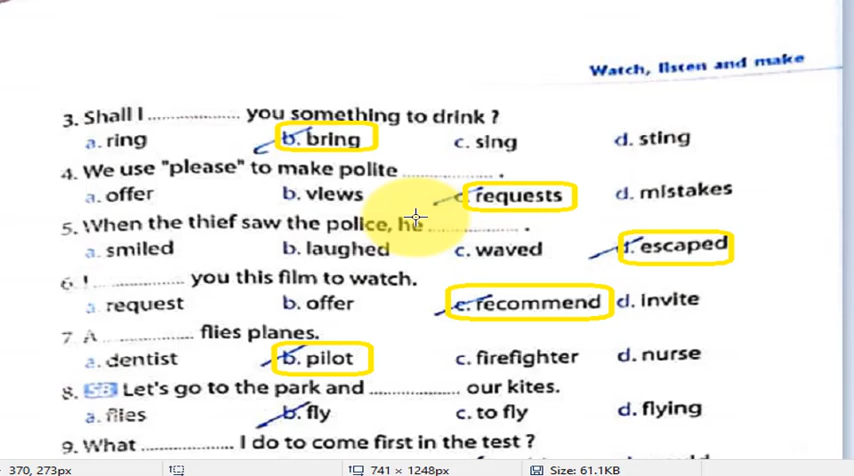 Watch, listen and make
3. Shall I ................... you something to drink ?
a. ring b. bring c. sing d. sting
4. We use "please" to make polite ................... .
a. offer b. views c. requests d. mistakes
5. When the thief saw the police, he ................... .
a. smiled b. laughed c. waved d. escaped
6. I ................... you this film to watch.
a. request b. offer c. recommend d. invite
7. A ................... flies planes.
a. dentist b. pilot c. firefighter d. nurse
8. SB Let's go to the park and ................... our kites.
a. flies b. fly c. to fly d. flying
9. What ................... I do to come first in the test ?
370, 273px 741 × 1248px Size: 61.1KB